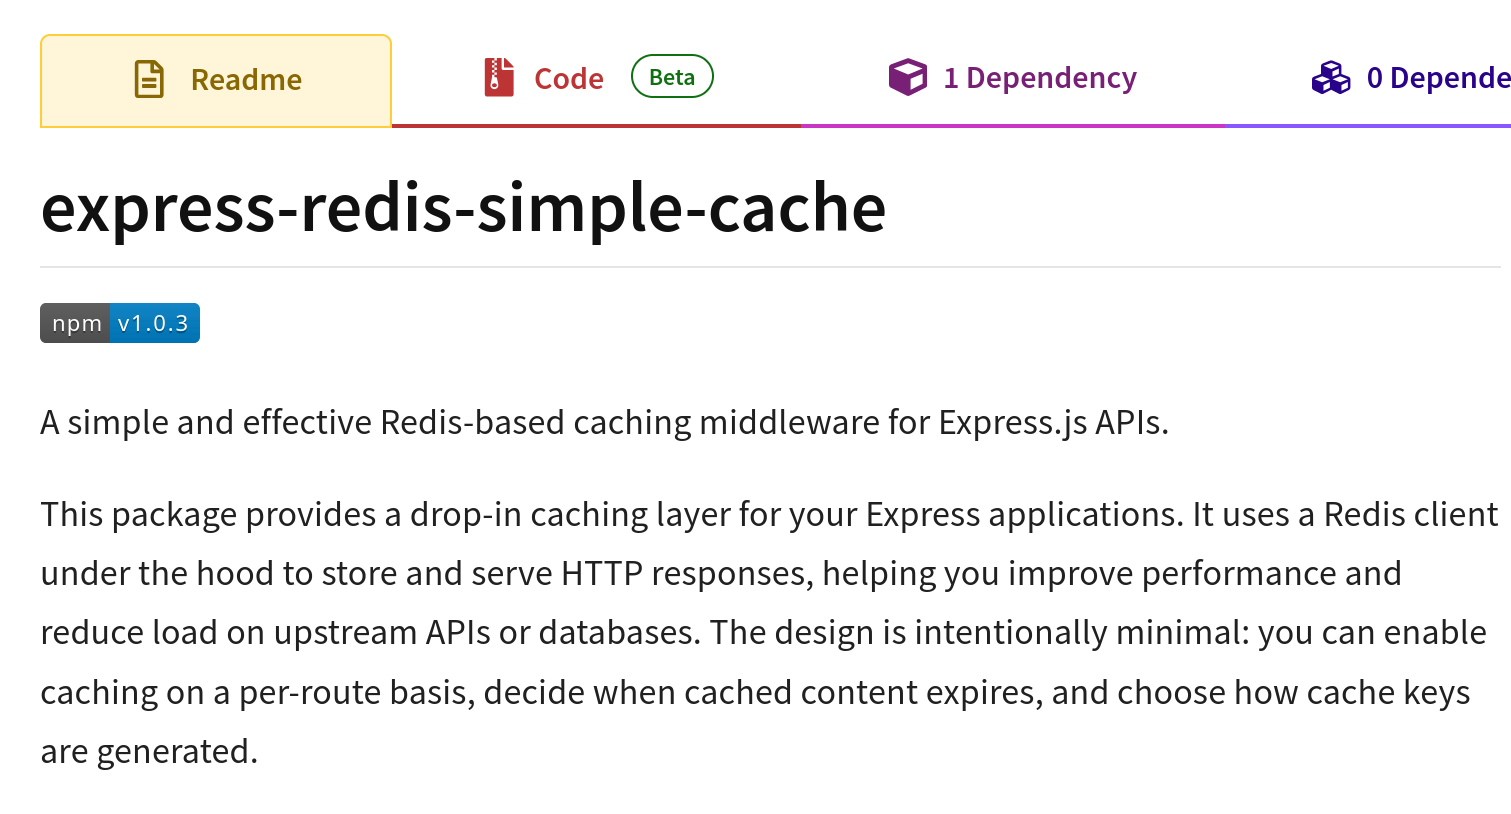 Readme
Code Beta
1 Dependency
0 Depende
express-redis-simple-cache
npm v1.0.3
A simple and effective Redis-based caching middleware for Express.js APIs.
This package provides a drop-in caching layer for your Express applications. It uses a Redis client
under the hood to store and serve HTTP responses, helping you improve performance and
reduce load on upstream APIs or databases. The design is intentionally minimal: you can enable
caching on a per-route basis, decide when cached content expires, and choose how cache keys
are generated.